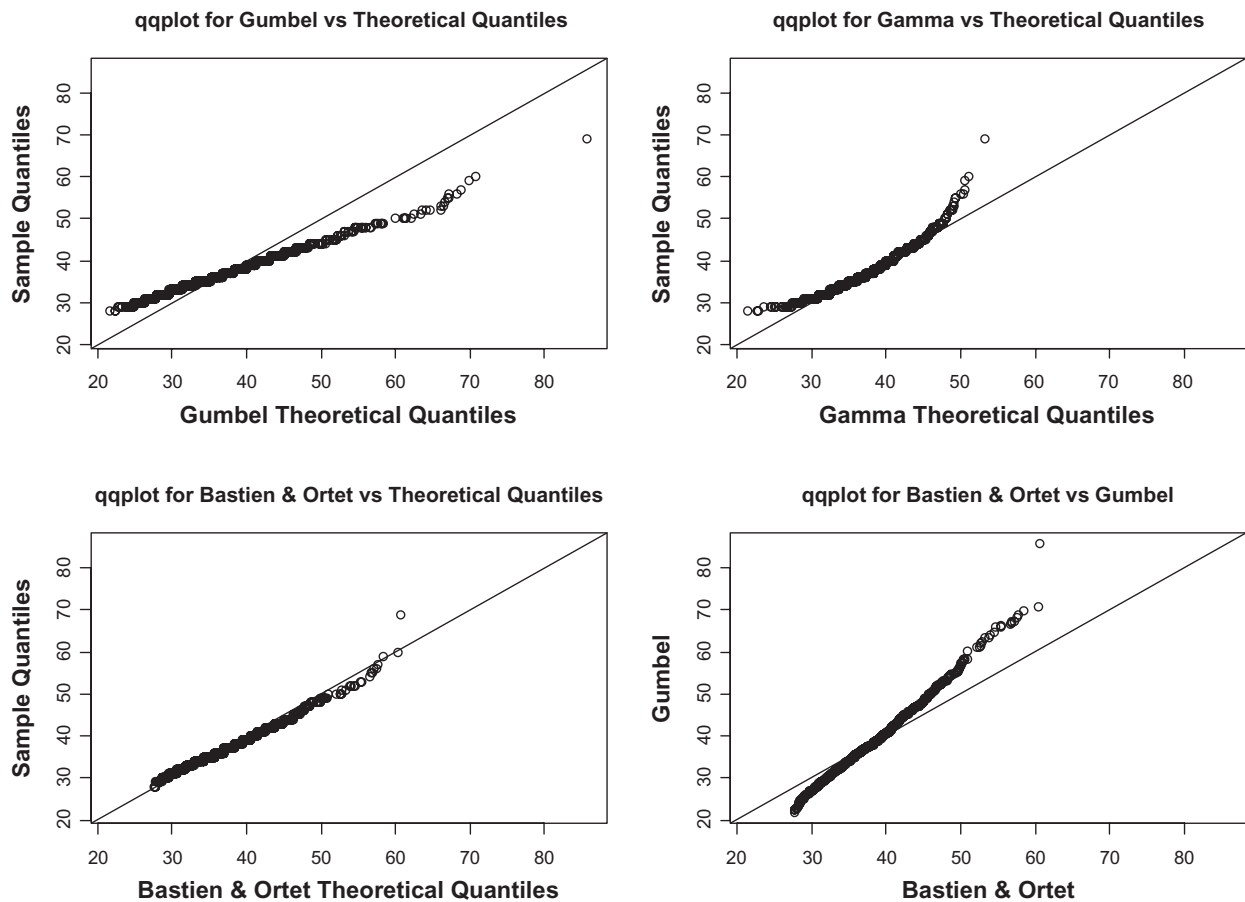 qqplot for Gumbel vs Theoretical Quantiles
Sample Quantiles
80
70
60
50
40
30
20
20 30 40 50 60 70 80
Gumbel Theoretical Quantiles
qqplot for Gamma vs Theoretical Quantiles
Sample Quantiles
80
70
60
50
40
30
20
20 30 40 50 60 70 80
Gamma Theoretical Quantiles
qqplot for Bastien & Ortet vs Theoretical Quantiles
Sample Quantiles
80
70
60
50
40
30
20
20 30 40 50 60 70 80
Bastien & Ortet Theoretical Quantiles
qqplot for Bastien & Ortet vs Gumbel
Gumbel
80
70
60
50
40
30
20
20 30 40 50 60 70 80
Bastien & Ortet